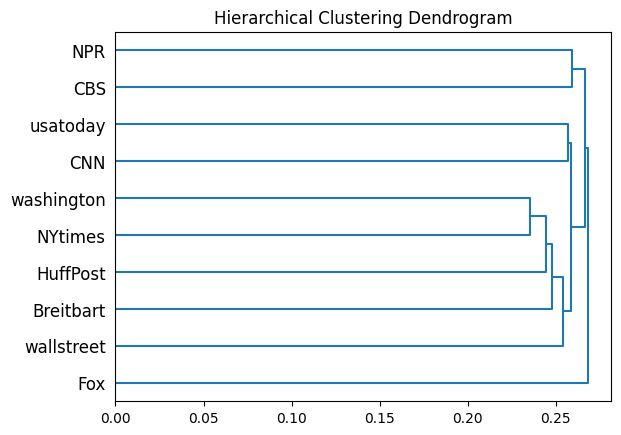 Hierarchical Clustering Dendrogram
NPR
CBS
usatoday
CNN
washington
NYtimes
HuffPost
Breitbart
wallstreet
Fox
0.00 0.05 0.10 0.15 0.20 0.25